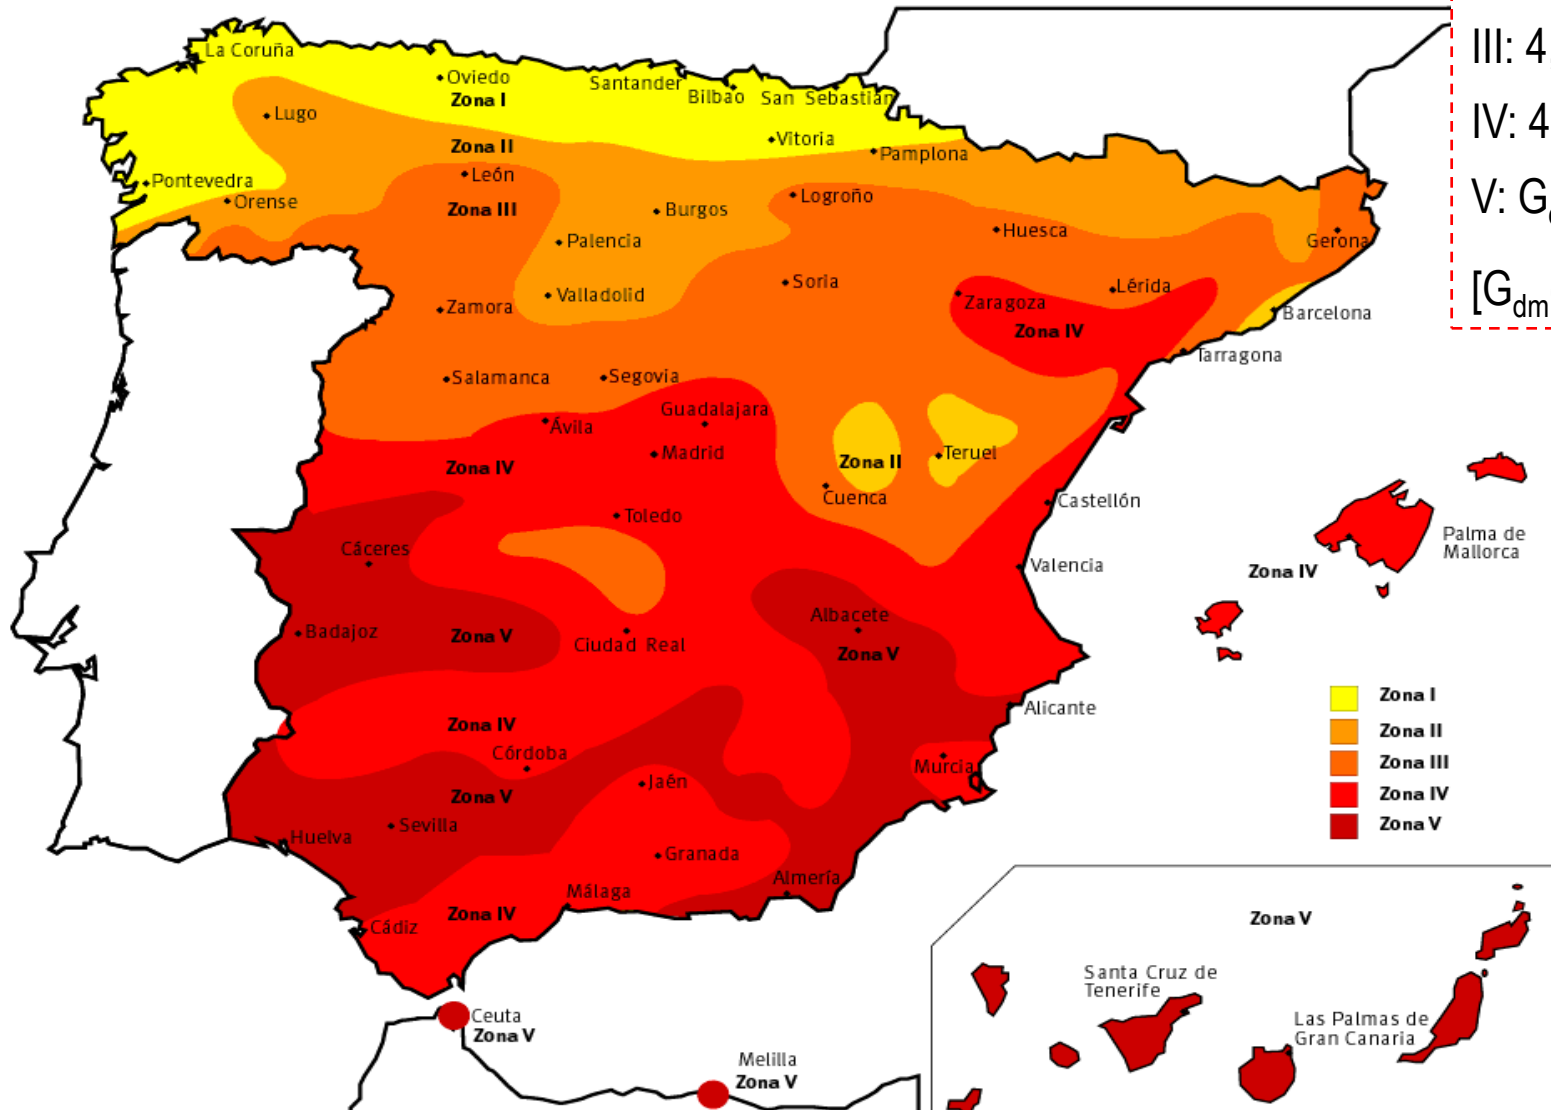 III: 4
IV: 4
V: G
[Gdm
La Coruña
Oviedo
Santander
Bilbao
San Sebastián
Zona I
Lugo
Vitoria
Zona II
Pamplona
León
Pontevedra
Orense
Zona III
Logroño
Burgos
Palencia
Huesca
Gerona
Soria
Valladolid
Zamora
Zaragoza
Lérida
Barcelona
Zona IV
Tarragona
Salamanca
Segovia
Guadalajara
Ávila
Madrid
Zona IV
Zona II
Teruel
Cuenca
Castellón
Toledo
Palma de
Mallorca
Cáceres
Valencia
Zona IV
Badajoz
Zona V
Ciudad Real
Albacete
Zona V
Alicante
Zona IV
Córdoba
Murcia
Jaén
Zona V
Sevilla
Huelva
Granada
Almería
Málaga
Zona IV
Cádiz
Zona I
Zona II
Zona III
Zona IV
Zona V
Zona V
Santa Cruz de
Tenerife
Las Palmas de
Gran Canaria
Ceuta
Zona V
Melilla
Zona V